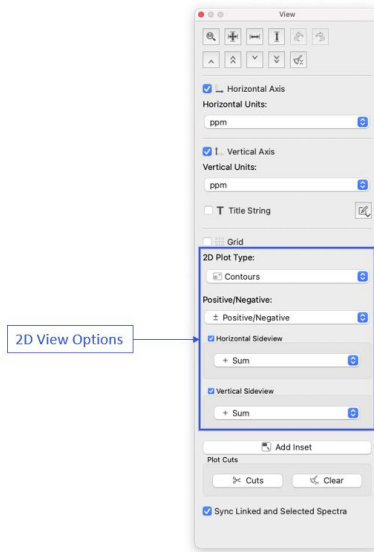 View
Horizontal Axis
Horizontal Units:
ppm
Vertical Axis
Vertical Units:
ppm
T Title String
Grid
2D Plot Type:
Contours
Positive/Negative:
± Positive/Negative
2D View Options
Horizontal Sideview
+ Sum
Vertical Sideview
+ Sum
Add Inset
Plot Cuts
Cuts
Clear
Sync Linked and Selected Spectra